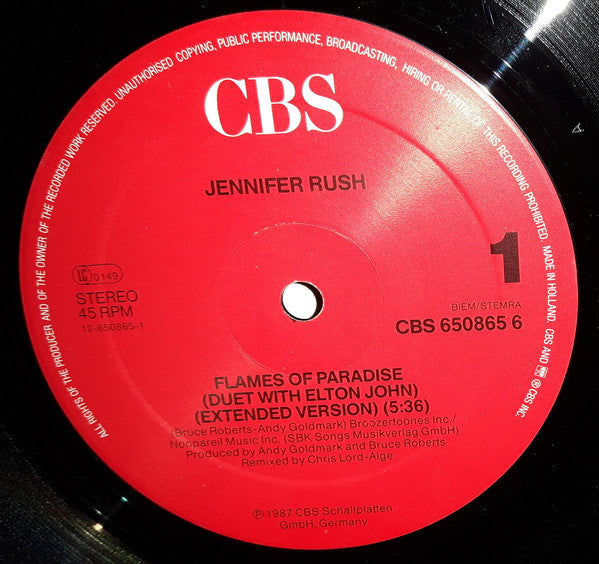 ALL RIGHTS OF THE PRODUCER AND OF THE OWNER OF THE RECORDED WORK RESERVED. UNAUTHORISED COPYING, PUBLIC PERFORMANCE, BROADCASTING, HIRING OR RENTAL OF THIS RECORDING PROHIBITED. MADE IN HOLLAND. CBS AND ℗ © CBS INC.
CBS
JENNIFER RUSH
1
LC 0149
STEREO
45 RPM
12-650865-1
BIEM/STEMRA
CBS 650865 6
FLAMES OF PARADISE
(DUET WITH ELTON JOHN)
(EXTENDED VERSION) (5:36)
(Bruce Roberts-Andy Goldmark) Broozertoones Inc./
Nonpareil Music Inc. (SBK Songs Musikverlag GmbH)
Produced by Andy Goldmark and Bruce Roberts
Remixed by Chris Lord-Alge
℗ 1987 CBS Schallplatten
GmbH, Germany
A